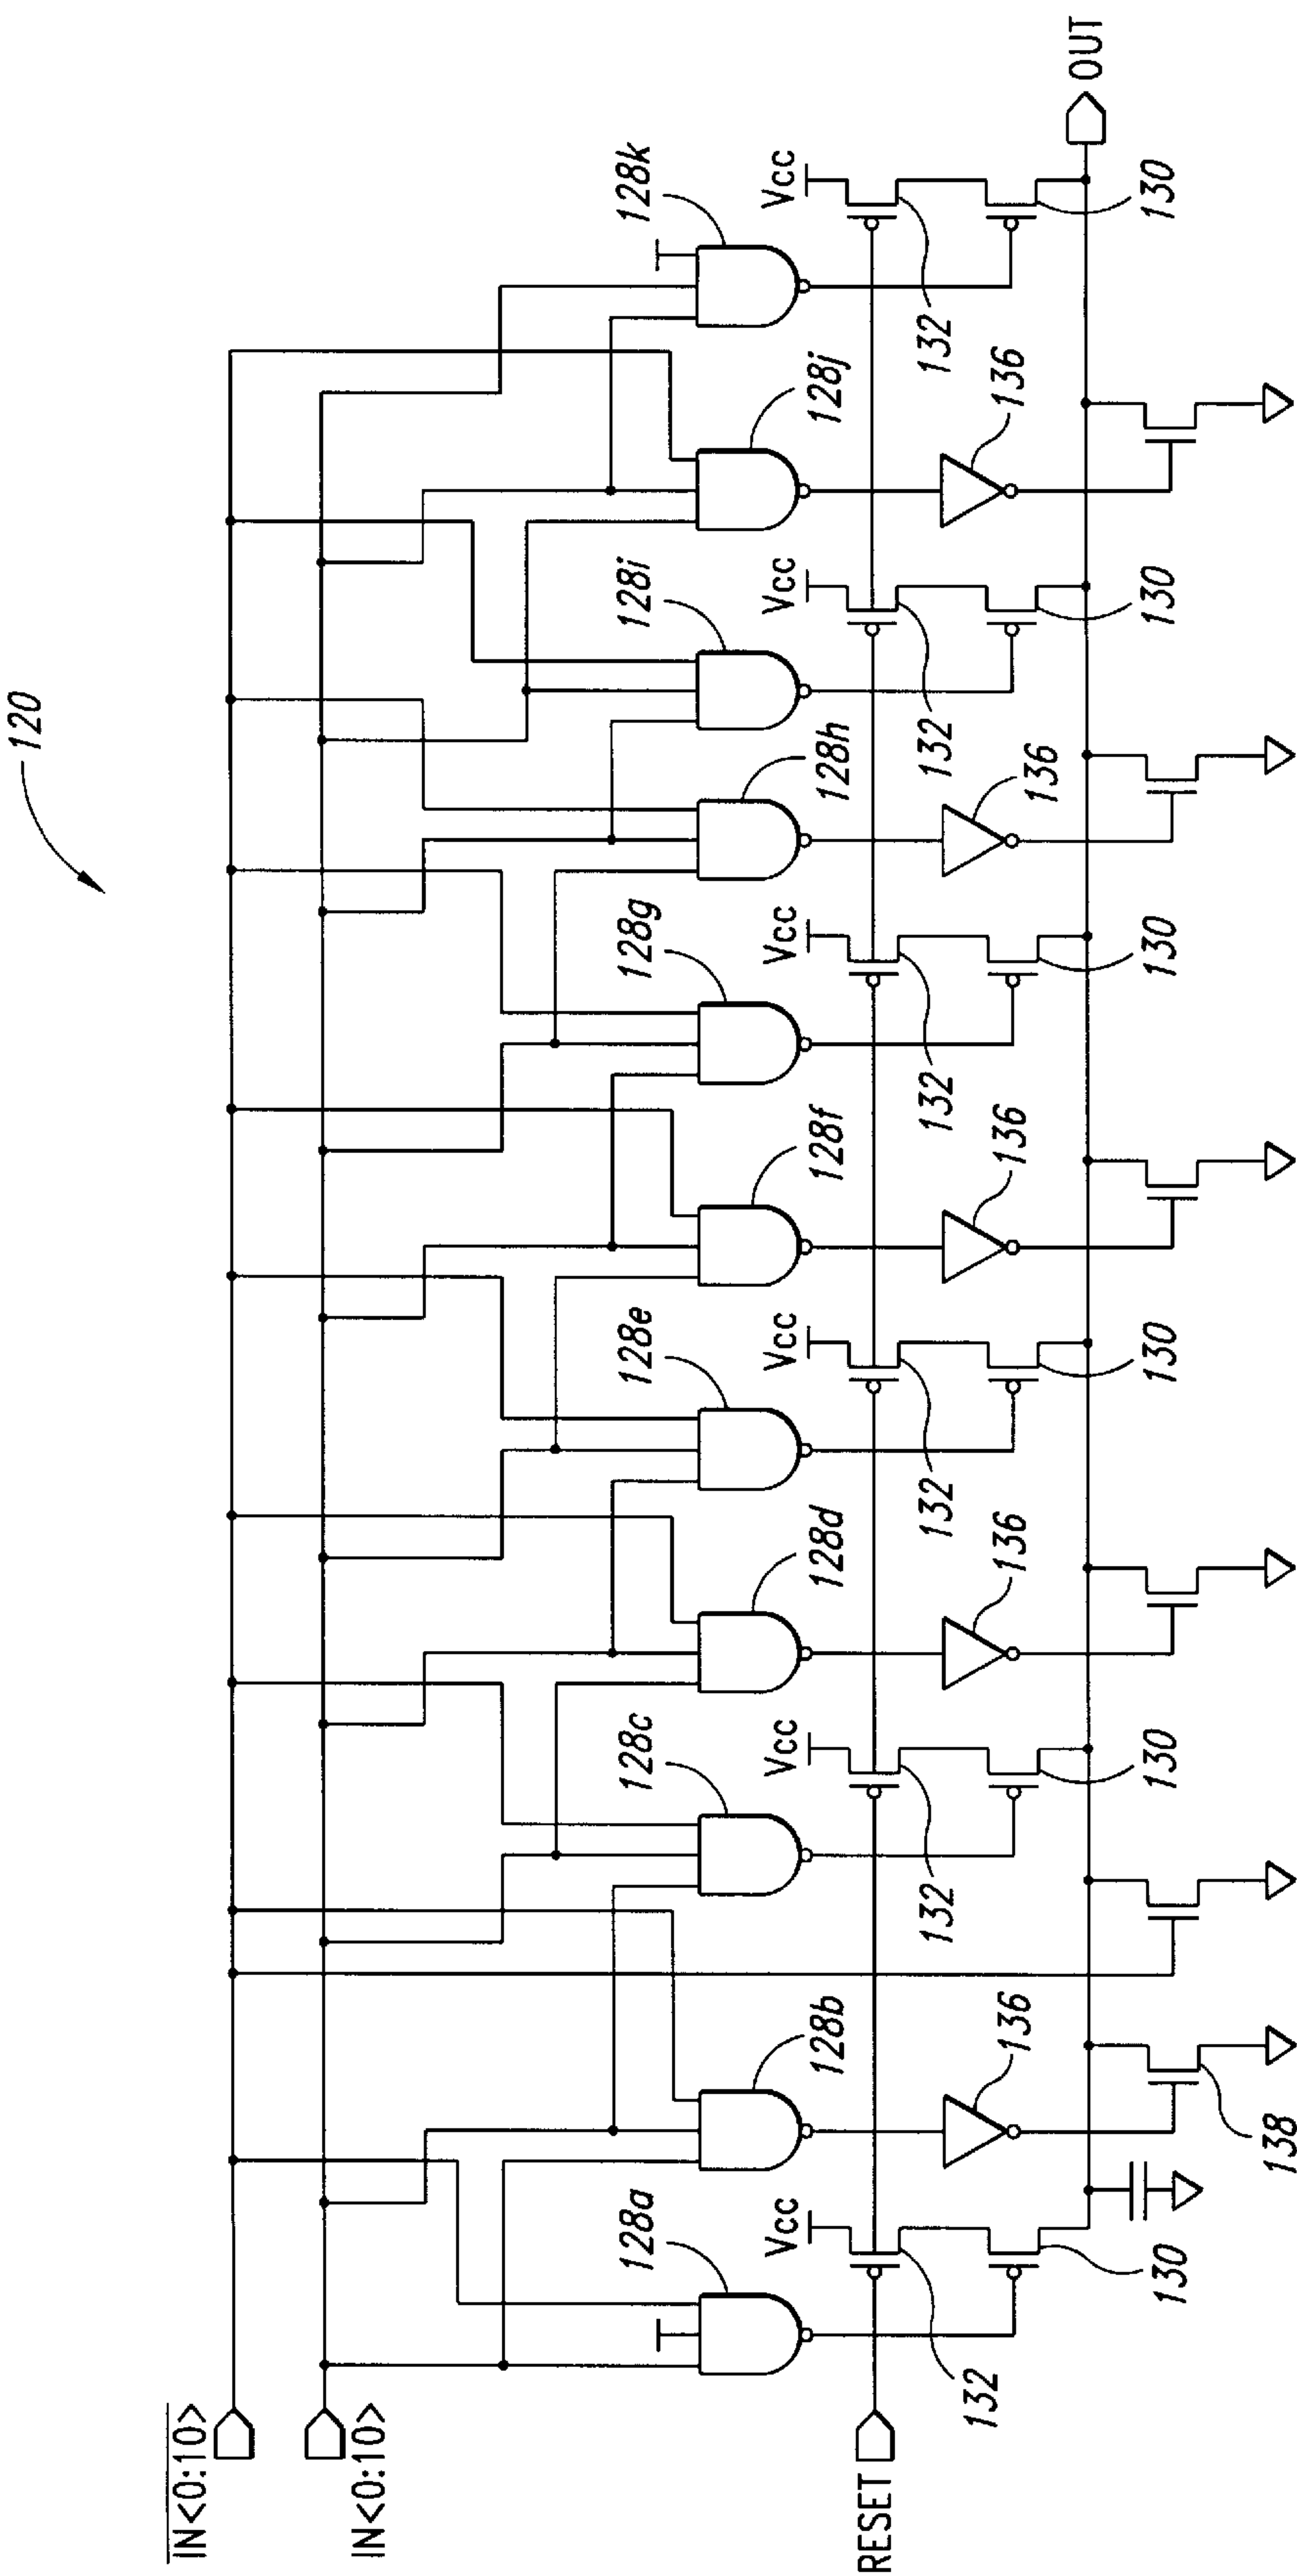 120
IN<0:10>
IN<0:10>
128a
128b
128c
128d
128e
128f
128g
128h
128i
128j
128k
Vcc
Vcc
Vcc
Vcc
Vcc
Vcc
132
136
132
136
132
136
132
136
132
136
132
RESET
130
138
130
130
130
130
130
OUT